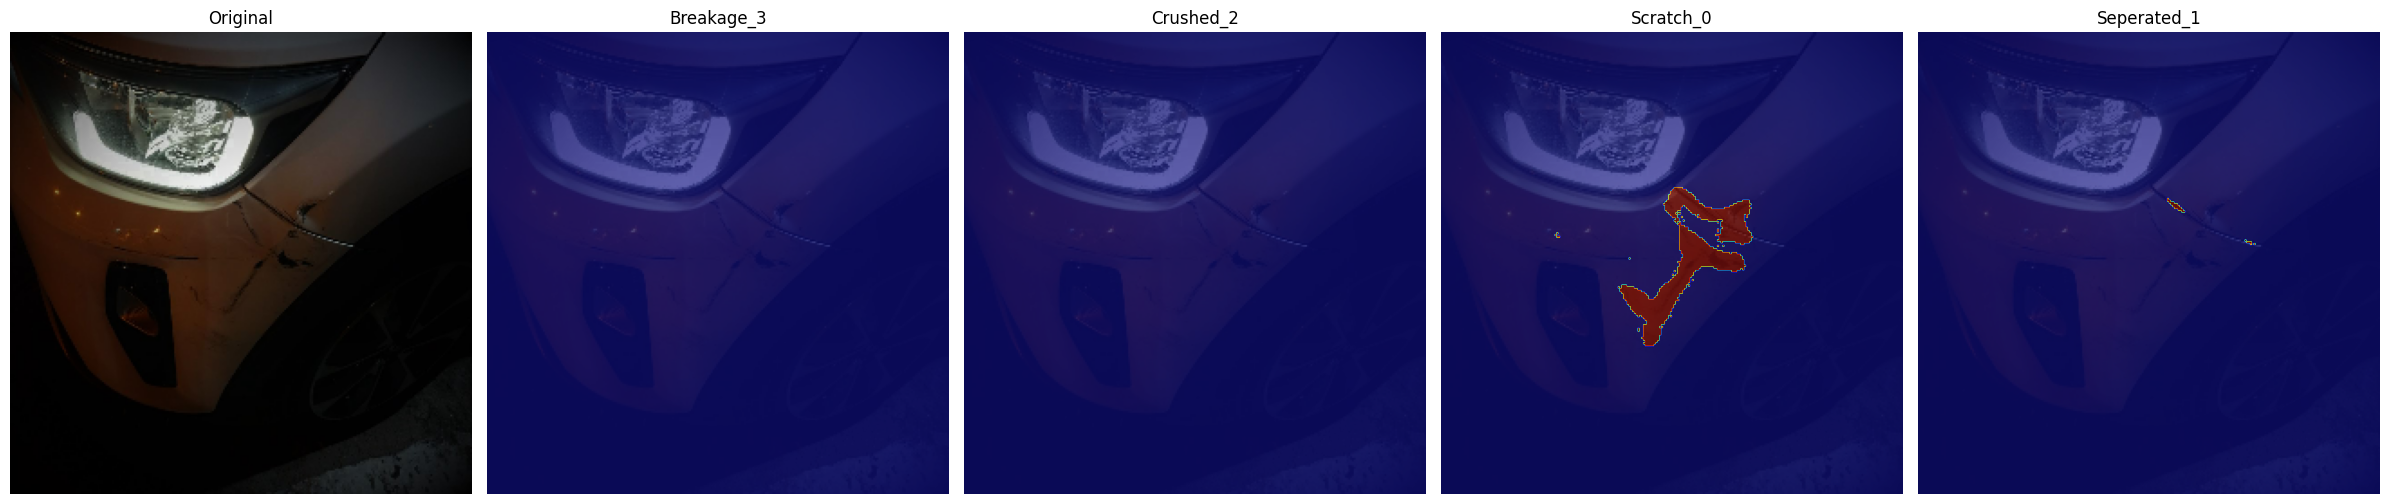 Original
Breakage_3
Crushed_2
Scratch_0
Seperated_1